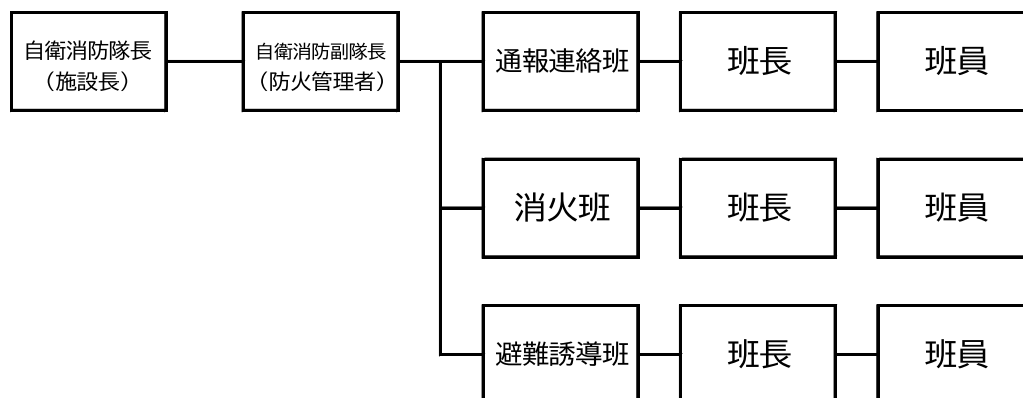 自衛消防隊長
（施設長）
自衛消防副隊長
（防火管理者）
通報連絡班
班長
班員
消火班
班長
班員
避難誘導班
班長
班員